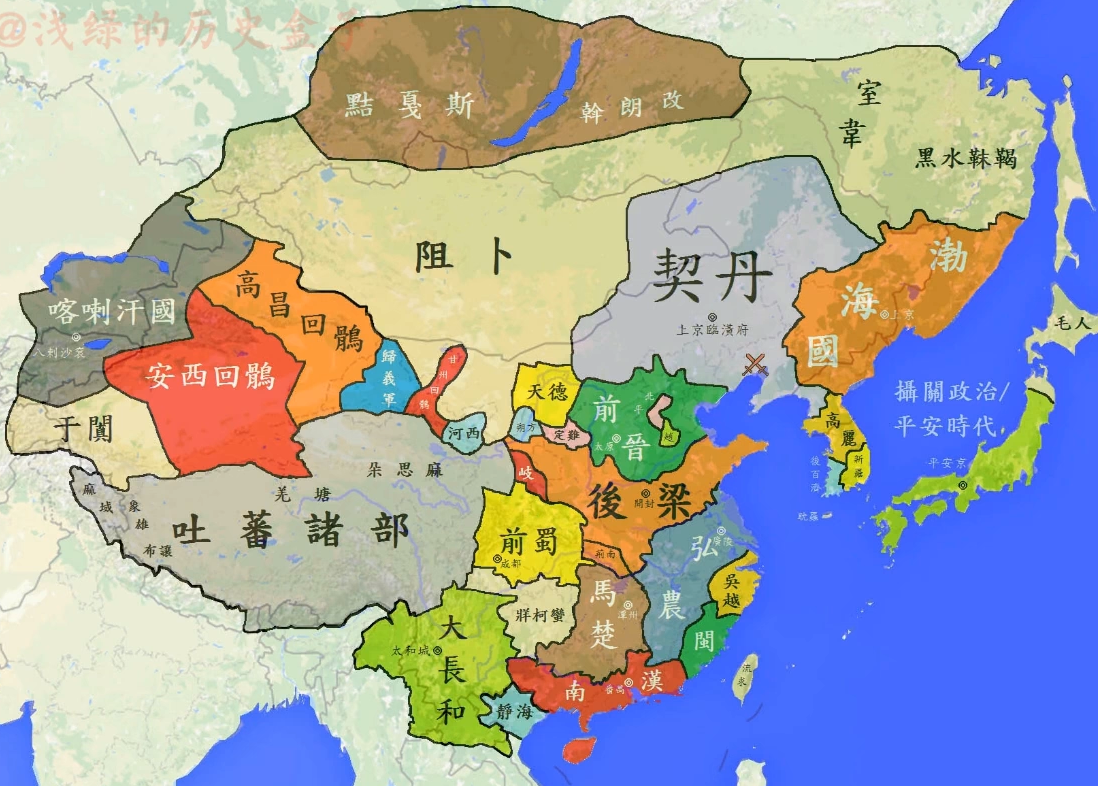 @浅绿的历史盒子
黠戛斯
斡朗改
室韋
黑水靺鞨
阻卜
契丹
上京臨潢府
渤海國
上京
毛人
喀喇汗國
八剌沙袞
高昌回鶻
安西回鶻
歸義軍
甘州回鶻
于闐
河西
天德
朔方
定難
前晉
太原
北平
趙
岐
後梁
開封
高麗
新羅
後百濟
耽羅
攝關政治/
平安時代
平安京
朵思麻
羌塘
麻域
象雄
布讓
吐蕃諸部
前蜀
成都
荊南
弘農
廣陵
吳越
馬楚
潭州
牂柯蠻
閩
大長和
太和城
南漢
番禺
靜海
流求